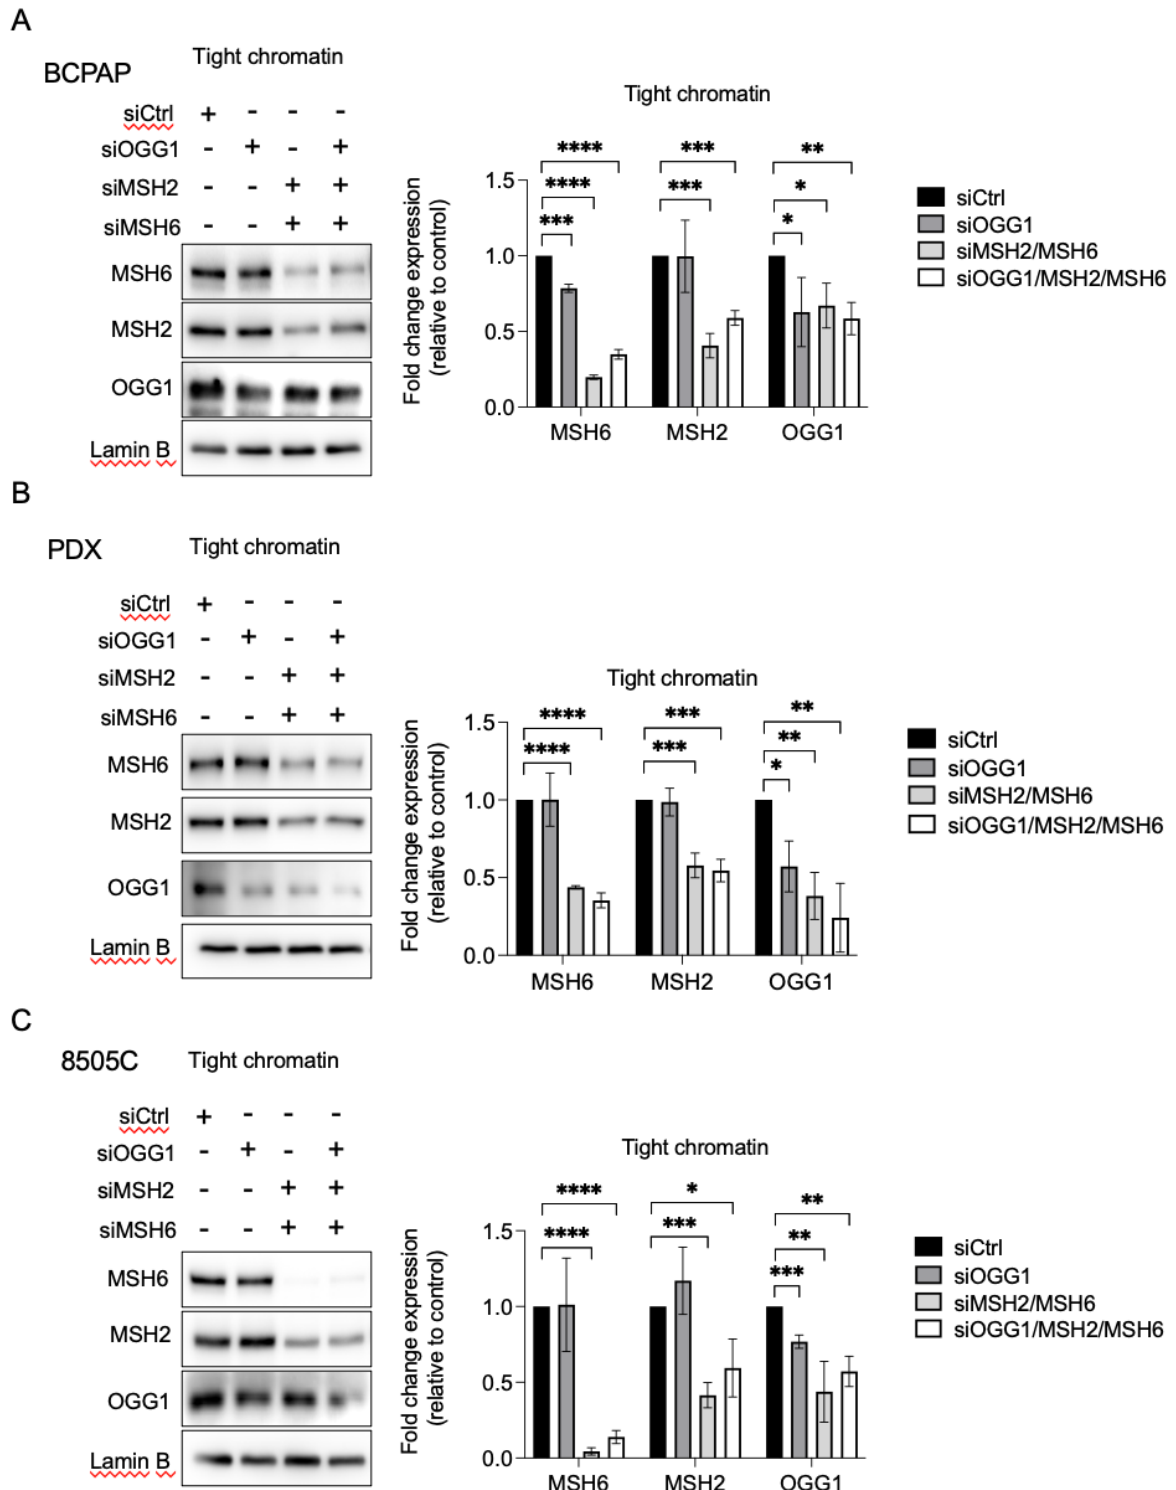 A
BCPAP
Tight chromatin
siCtrl + - - -
siOGG1 - + - +
siMSH2 - - + +
siMSH6 - - + +
MSH6
MSH2
OGG1
Lamin B
Tight chromatin
Fold change expression
(relative to control)
1.5
1.0
0.5
0.0
*** **** ****
*** ***
* * **
MSH6 MSH2 OGG1
siCtrl
siOGG1
siMSH2/MSH6
siOGG1/MSH2/MSH6
B
PDX
Tight chromatin
siCtrl + - - -
siOGG1 - + - +
siMSH2 - - + +
siMSH6 - - + +
MSH6
MSH2
OGG1
Lamin B
Tight chromatin
Fold change expression
(relative to control)
1.5
1.0
0.5
0.0
**** ****
*** ***
* ** **
MSH6 MSH2 OGG1
siCtrl
siOGG1
siMSH2/MSH6
siOGG1/MSH2/MSH6
C
8505C
Tight chromatin
siCtrl + - - -
siOGG1 - + - +
siMSH2 - - + +
siMSH6 - - + +
MSH6
MSH2
OGG1
Lamin B
Tight chromatin
Fold change expression
(relative to control)
1.5
1.0
0.5
0.0
**** ****
*** *
*** ** **
MSH6 MSH2 OGG1
siCtrl
siOGG1
siMSH2/MSH6
siOGG1/MSH2/MSH6